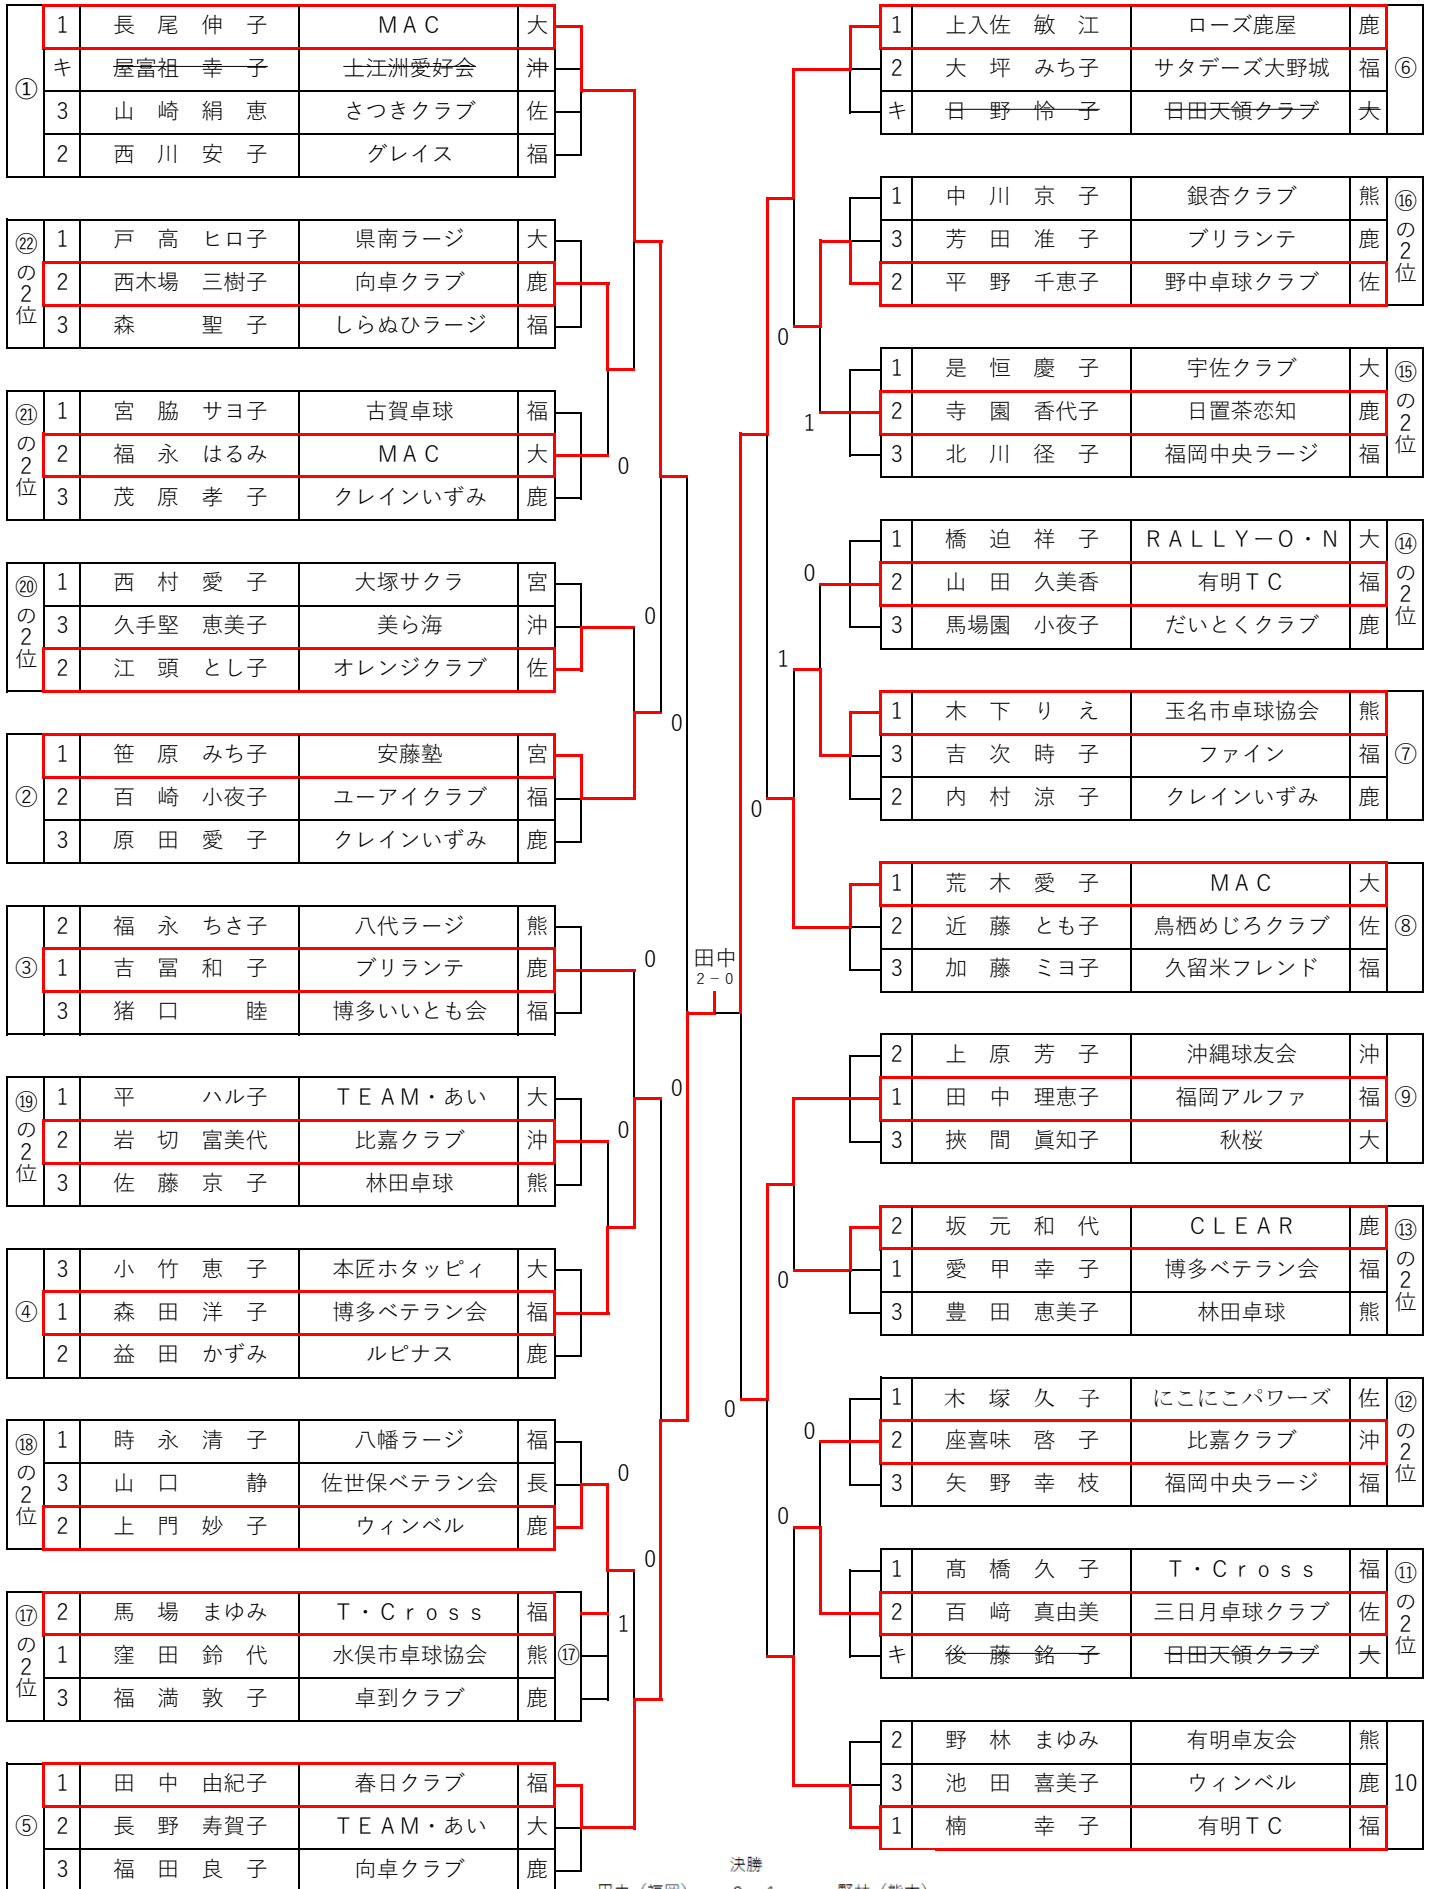 ①
1 長尾伸子 MAC 大
キ 屋富祖幸子 士江洲愛好会 沖
3 山崎絹恵 さつきクラブ 佐
2 西川安子 グレイス 福
㉒の2位
1 戸高ヒロ子 県南ラージ 大
2 西木場三樹子 向卓クラブ 鹿
3 森聖子 しらぬひラージ 福
㉑の2位
1 宮脇サヨ子 古賀卓球 福
2 福永はるみ MAC 大
3 茂原孝子 クレインいずみ 鹿
0
⑳の2位
1 西村愛子 大塚サクラ 宮
3 久手堅恵美子 美ら海 沖
2 江頭とし子 オレンジクラブ 佐
0
0
②
1 笹原みち子 安藤塾 宮
2 百崎小夜子 ユーアイクラブ 福
3 原田愛子 クレインいずみ 鹿
③
2 福永ちさ子 八代ラージ 熊
1 吉冨和子 ブリランテ 鹿
3 猪口睦 博多いいとも会 福
0
⑲の2位
1 平ハル子 TEAM・あい 大
2 岩切富美代 比嘉クラブ 沖
3 佐藤京子 林田卓球 熊
0
0
④
3 小竹恵子 本匠ホタッピィ 大
1 森田洋子 博多ベテラン会 福
2 益田かずみ ルピナス 鹿
⑱の2位
1 時永清子 八幡ラージ 福
3 山口静 佐世保ベテラン会 長
2 上門妙子 ウィンベル 鹿
0
0
⑰の2位
2 馬場まゆみ T・Cross 福
1 窪田鈴代 水俣市卓球協会 熊 ⑰
3 福満敦子 卓到クラブ 鹿
1
⑤
1 田中由紀子 春日クラブ 福
2 長野寿賀子 TEAM・あい 大
3 福田良子 向卓クラブ 鹿
田中
2－0
1 上入佐敏江 ローズ鹿屋 鹿
2 大坪みち子 サタデーズ大野城 福 ⑥
キ 日野怜子 日田天領クラブ 大
⑯の2位
1 中川京子 銀杏クラブ 熊
3 芳田准子 ブリランテ 鹿
2 平野千恵子 野中卓球クラブ 佐
0
⑮の2位
1 是恒慶子 宇佐クラブ 大
2 寺園香代子 日置茶恋知 鹿
3 北川径子 福岡中央ラージ 福
1
⑭の2位
1 橋迫祥子 RALLYーO・N 大
2 山田久美香 有明TC 福
3 馬場園小夜子 だいとくクラブ 鹿
0
1
1 木下りえ 玉名市卓球協会 熊
3 吉次時子 ファイン 福 ⑦
2 内村涼子 クレインいずみ 鹿
0
1 荒木愛子 MAC 大
2 近藤とも子 鳥栖めじろクラブ 佐 ⑧
3 加藤ミヨ子 久留米フレンド 福
2 上原芳子 沖縄球友会 沖
1 田中理恵子 福岡アルファ 福 ⑨
3 挾間眞知子 秋桜 大
⑬の2位
2 坂元和代 CLEAR 鹿
1 愛甲幸子 博多ベテラン会 福
3 豊田恵美子 林田卓球 熊
0
0
⑫の2位
1 木塚久子 にこにこパワーズ 佐
2 座喜味啓子 比嘉クラブ 沖
3 矢野幸枝 福岡中央ラージ 福
0
0
⑪の2位
1 髙橋久子 T・Cross 福
2 百﨑真由美 三日月卓球クラブ 佐
キ 後藤銘子 日田天領クラブ 大
2 野林まゆみ 有明卓友会 熊
3 池田喜美子 ウィンベル 鹿 10
1 楠幸子 有明TC 福
決勝